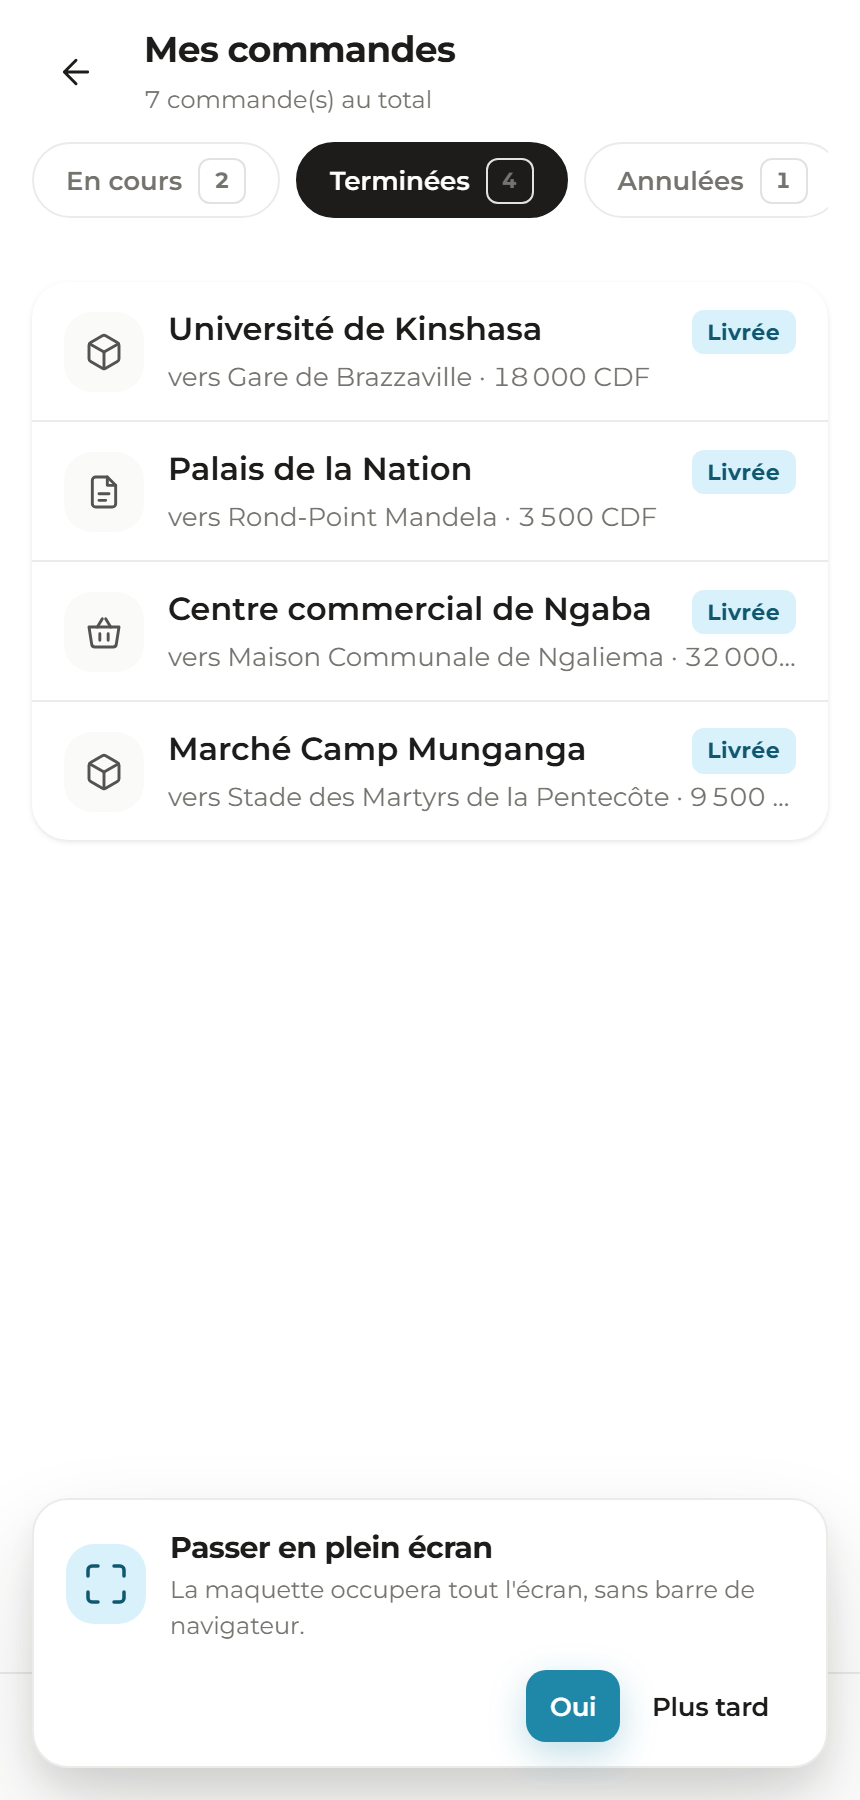 Mes commandes
7 commande(s) au total
En cours 2 Terminées 4 Annulées 1
Université de Kinshasa Livrée
vers Gare de Brazzaville · 18 000 CDF
Palais de la Nation Livrée
vers Rond-Point Mandela · 3 500 CDF
Centre commercial de Ngaba Livrée
vers Maison Communale de Ngaliema · 32 000...
Marché Camp Munganga Livrée
vers Stade des Martyrs de la Pentecôte · 9 500 ...
Passer en plein écran
La maquette occupera tout l'écran, sans barre de
navigateur.
Oui Plus tard